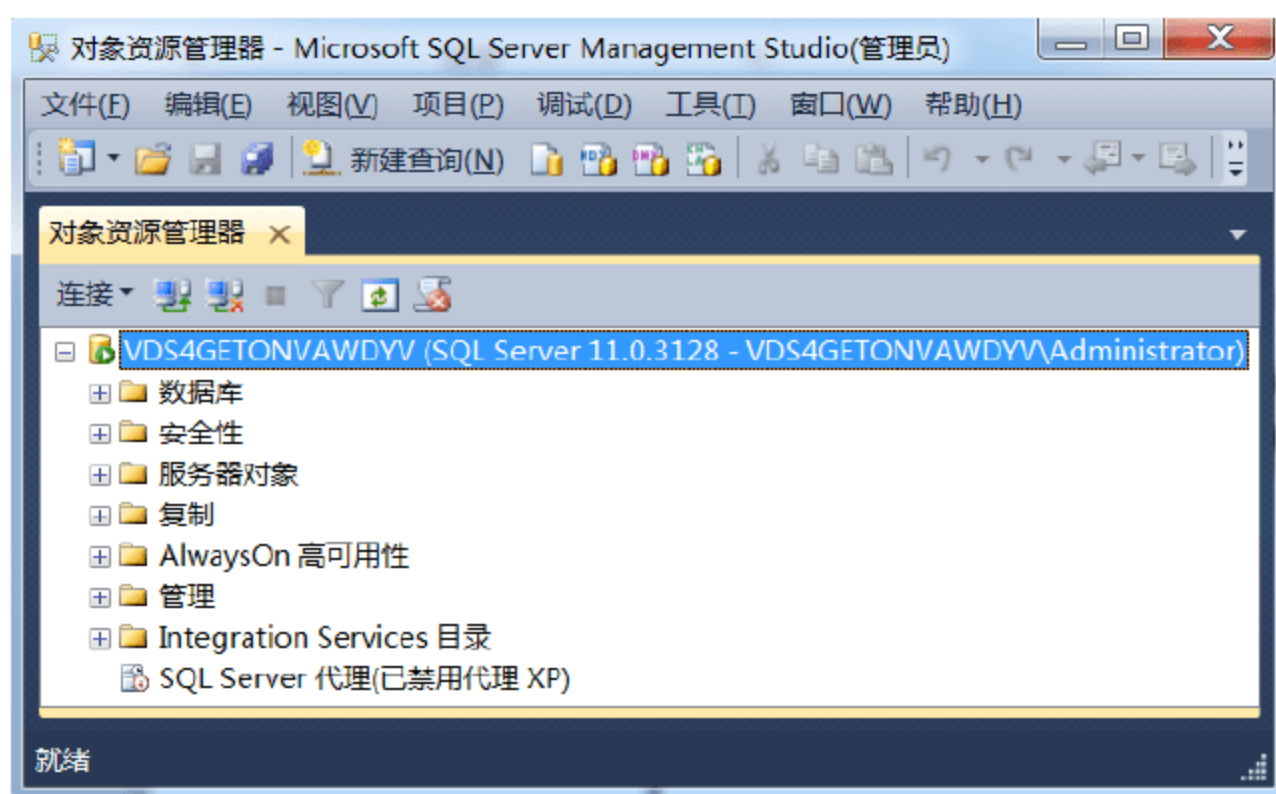 对象资源管理器 - Microsoft SQL Server Management Studio(管理员)
文件(F) 编辑(E) 视图(V) 项目(P) 调试(D) 工具(T) 窗口(W) 帮助(H)
新建查询(N)
对象资源管理器
连接
VDS4GETONVAWDYV (SQL Server 11.0.3128 - VDS4GETONVAWDYV\Administrator)
数据库
安全性
服务器对象
复制
AlwaysOn 高可用性
管理
Integration Services 目录
SQL Server 代理(已禁用代理 XP)
就绪